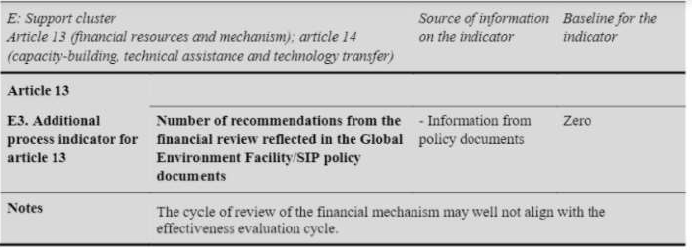 E: Support cluster
Article 13 (financial resources and mechanism); article 14
(capacity-building, technical assistance and technology transfer)
Source of information
on the indicator
Baseline for the
indicator
Article 13
E3. Additional
process indicator for
article 13
Number of recommendations from the
financial review reflected in the Global
Environment Facility/SIP policy
documents
- Information from
policy documents
Zero
Notes
The cycle of review of the financial mechanism may well not align with the
effectiveness evaluation cycle.